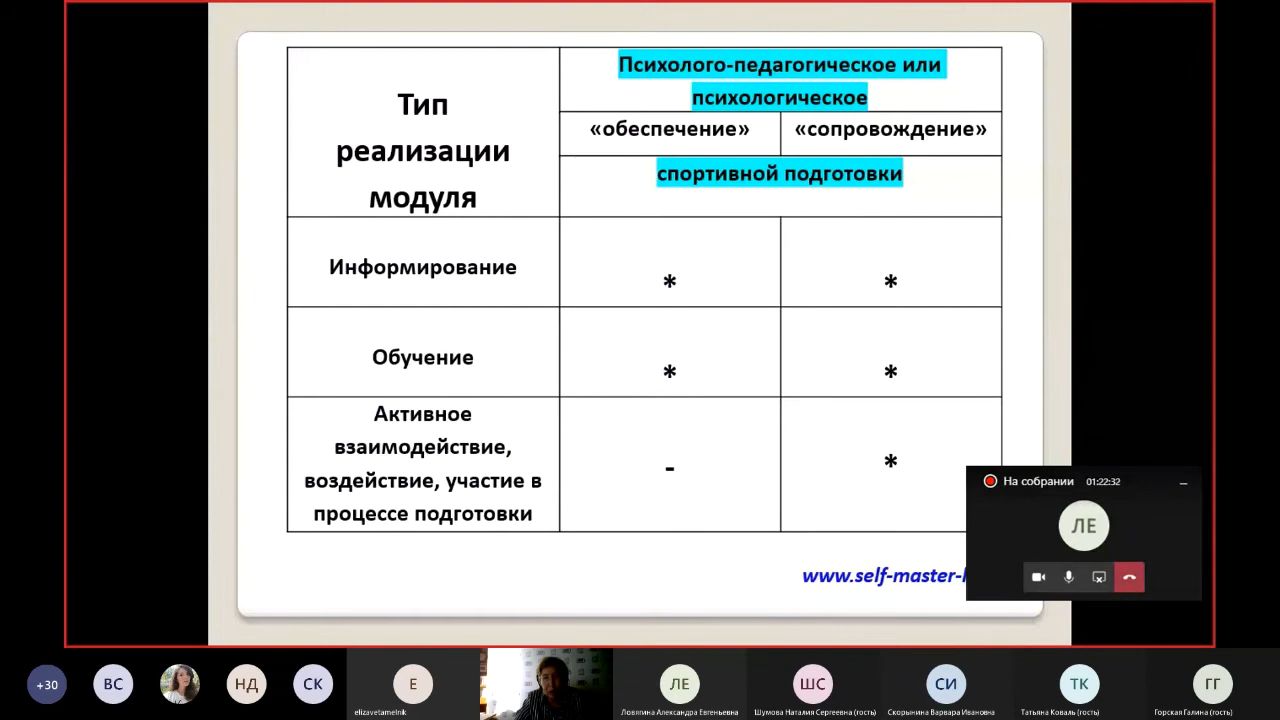 Тип
реализации
модуля
Психолого-педагогическое или
психологическое
«обеспечение»
«сопровождение»
спортивной подготовки
Информирование
*
*
Обучение
*
*
Активное
взаимодействие,
воздействие, участие в
процессе подготовки
-
*
www.self-master-
На собрании 01:22:32
ЛЕ
+30
ВС
НД
СК
E
elizavetamelnik
ЛЕ
Ловягина Александра Евгеньевна
ШС
Шумова Наталия Сергеевна (гость)
СИ
Скорынина Варвара Ивановна
ТК
Татьяна Коваль (гость)
ГГ
Горская Галина (гость)